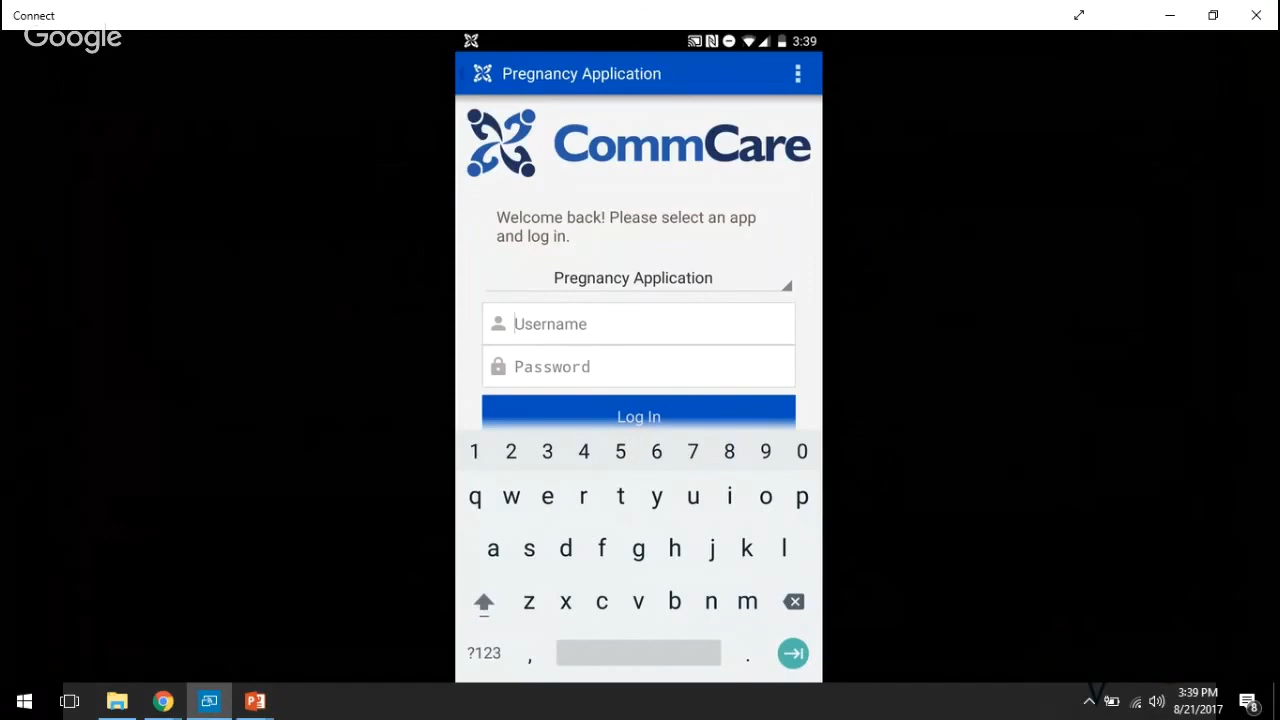 Connect
Google
3:39
Pregnancy Application
CommCare
Welcome back! Please select an app
and log in.
Pregnancy Application
Username
Password
Log In
1 2 3 4 5 6 7 8 9 0
q w e r t y u i o p
a s d f g h j k l
z x c v b n m
?123 , .
3:39 PM
8/21/2017
8